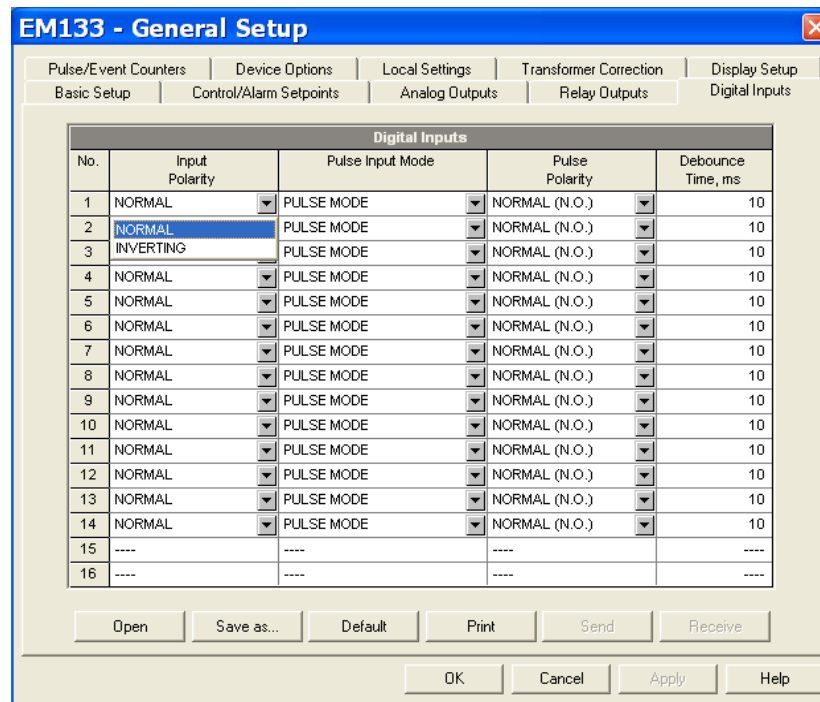 EM133 - General Setup
Pulse/Event Counters Device Options Local Settings Transformer Correction Display Setup
Basic Setup Control/Alarm Setpoints Analog Outputs Relay Outputs Digital Inputs
Digital Inputs
No. Input Polarity Pulse Input Mode Pulse Polarity Debounce Time, ms
1 NORMAL PULSE MODE NORMAL (N.O.) 10
2 NORMAL PULSE MODE NORMAL (N.O.) 10
3 INVERTING PULSE MODE NORMAL (N.O.) 10
4 NORMAL PULSE MODE NORMAL (N.O.) 10
5 NORMAL PULSE MODE NORMAL (N.O.) 10
6 NORMAL PULSE MODE NORMAL (N.O.) 10
7 NORMAL PULSE MODE NORMAL (N.O.) 10
8 NORMAL PULSE MODE NORMAL (N.O.) 10
9 NORMAL PULSE MODE NORMAL (N.O.) 10
10 NORMAL PULSE MODE NORMAL (N.O.) 10
11 NORMAL PULSE MODE NORMAL (N.O.) 10
12 NORMAL PULSE MODE NORMAL (N.O.) 10
13 NORMAL PULSE MODE NORMAL (N.O.) 10
14 NORMAL PULSE MODE NORMAL (N.O.) 10
15 ---- ---- ---- ----
16 ---- ---- ---- ----
Open Save as... Default Print Send Receive
OK Cancel Apply Help